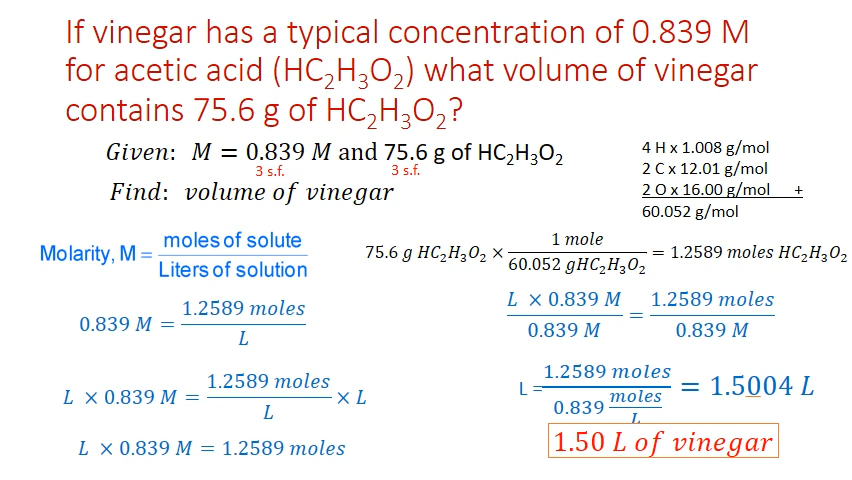 If vinegar has a typical concentration of 0.839 M
for acetic acid (HC₂H₃O₂) what volume of vinegar
contains 75.6 g of HC₂H₃O₂?
Given: M = 0.839 M and 75.6 g of HC₂H₃O₂
3 s.f. 3 s.f.
Find: volume of vinegar
4 H x 1.008 g/mol
2 C x 12.01 g/mol
2 O x 16.00 g/mol +
60.052 g/mol
Molarity, M = moles of solute / Liters of solution
75.6 g HC₂H₃O₂ × 1 mole / 60.052 gHC₂H₃O₂ = 1.2589 moles HC₂H₃O₂
0.839 M = 1.2589 moles / L
L × 0.839 M = 1.2589 moles / L × L
L × 0.839 M = 1.2589 moles
L × 0.839 M / 0.839 M = 1.2589 moles / 0.839 M
L = 1.2589 moles / 0.839 moles / L = 1.5004 L
1.50 L of vinegar